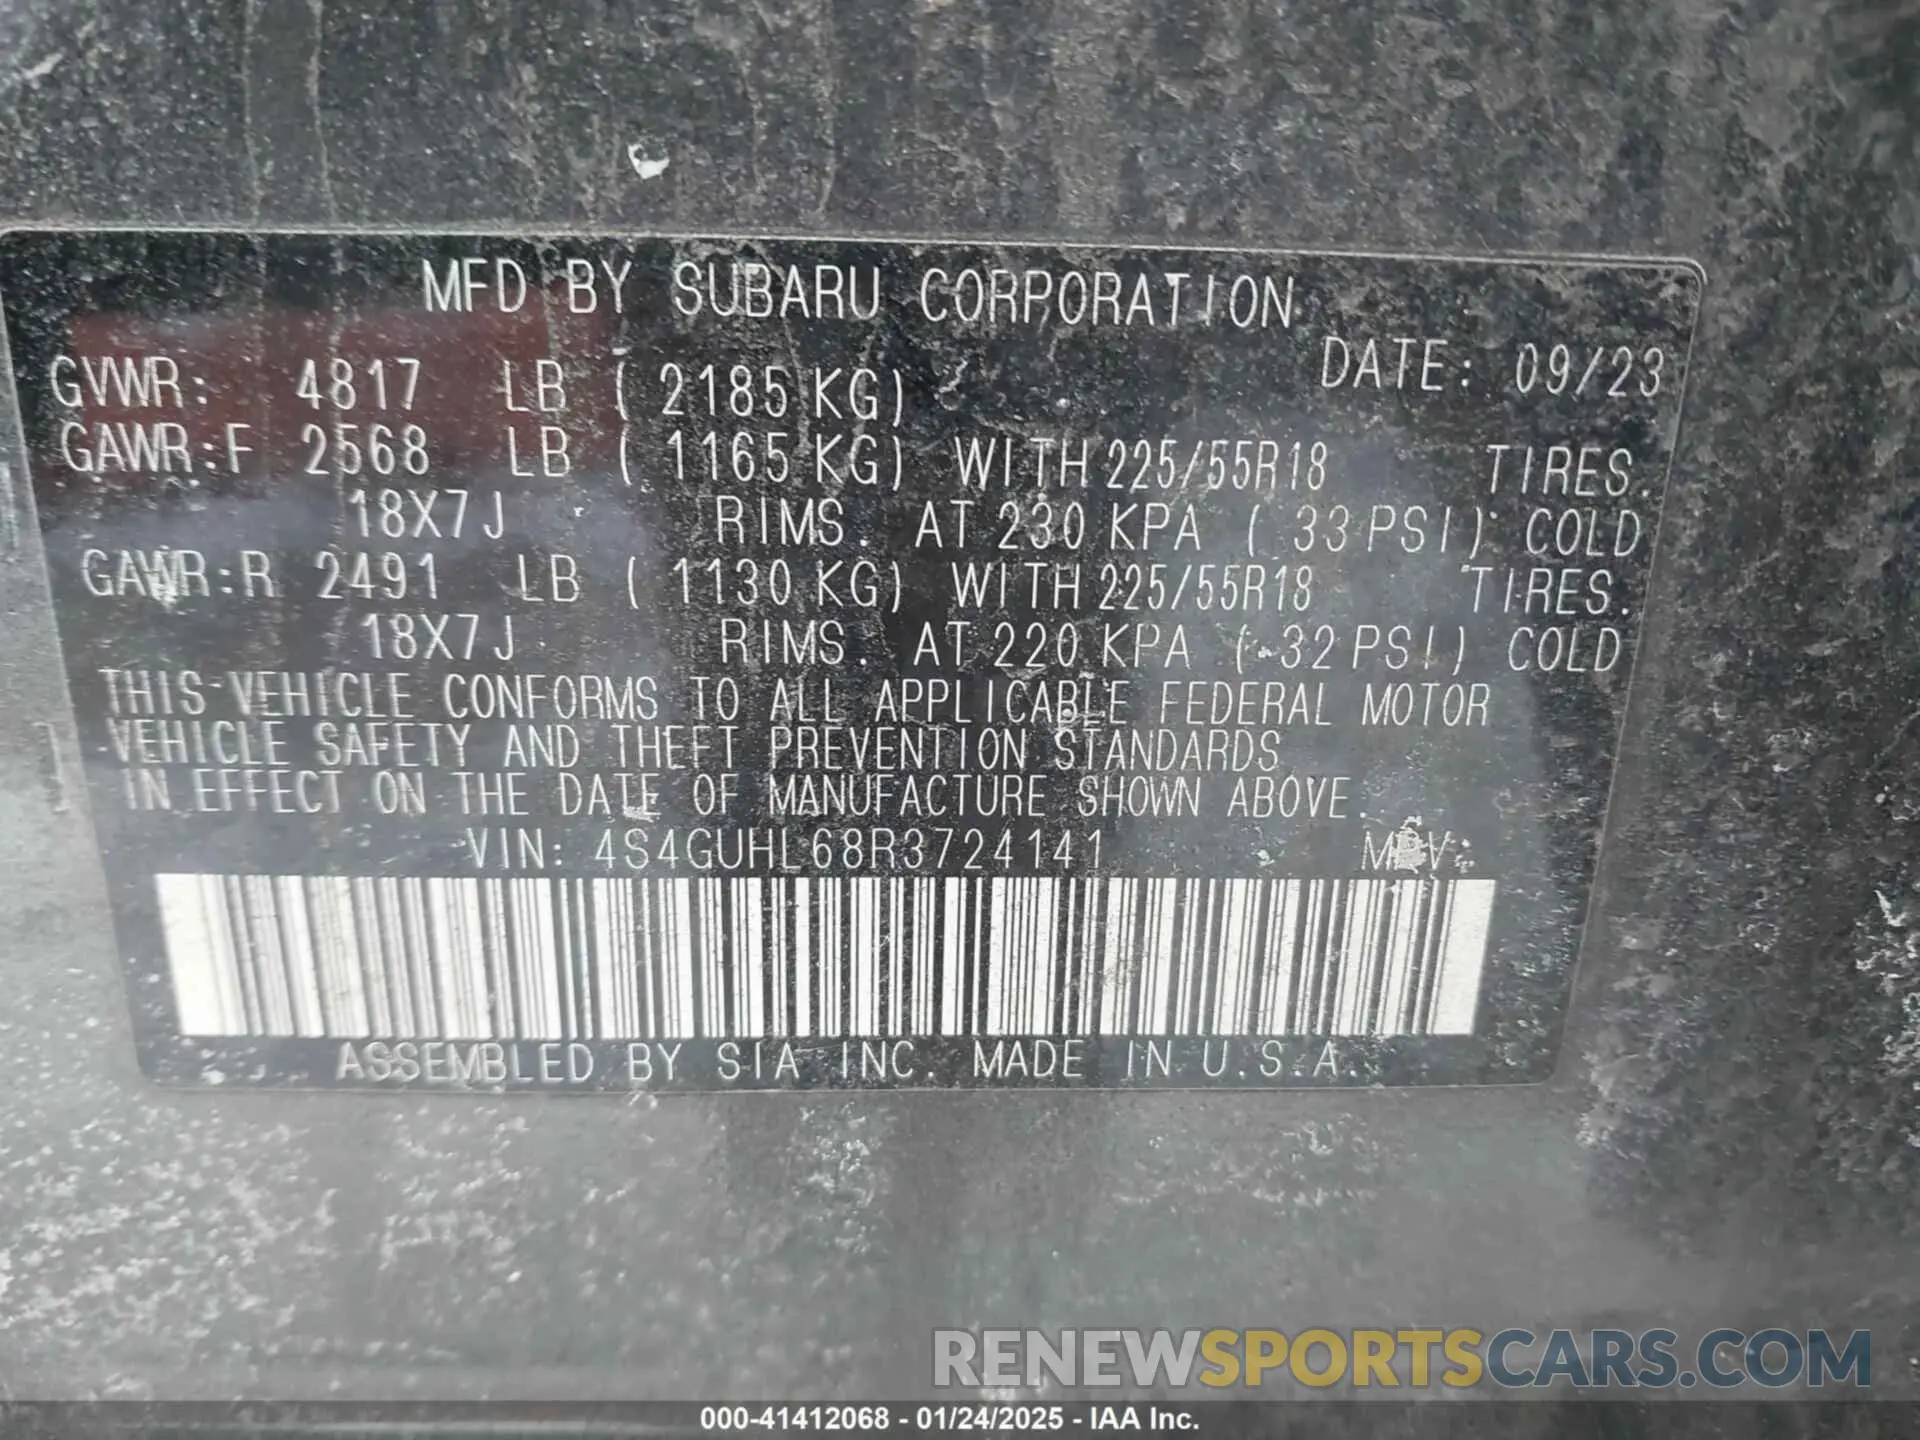 MFD BY SUBARU CORPORATION
DATE: 09/23
GVWR: 4817 LB ( 2185 KG)
GAWR:F 2568 LB ( 1165 KG) WITH 225/55R18 TIRES.
18X7J RIMS. AT 230 KPA ( 33 PSI) COLD
GAWR:R 2491 LB ( 1130 KG) WITH 225/55R18 TIRES.
18X7J RIMS. AT 220 KPA ( 32 PSI) COLD
THIS VEHICLE CONFORMS TO ALL APPLICABLE FEDERAL MOTOR
VEHICLE SAFETY AND THEFT PREVENTION STANDARDS
IN EFFECT ON THE DATE OF MANUFACTURE SHOWN ABOVE.
VIN: 4S4GUHL68R3724141 MPV
ASSEMBLED BY SIA INC. MADE IN U.S.A.
RENEWSPORTSCARS.COM
000-41412068 - 01/24/2025 - IAA Inc.